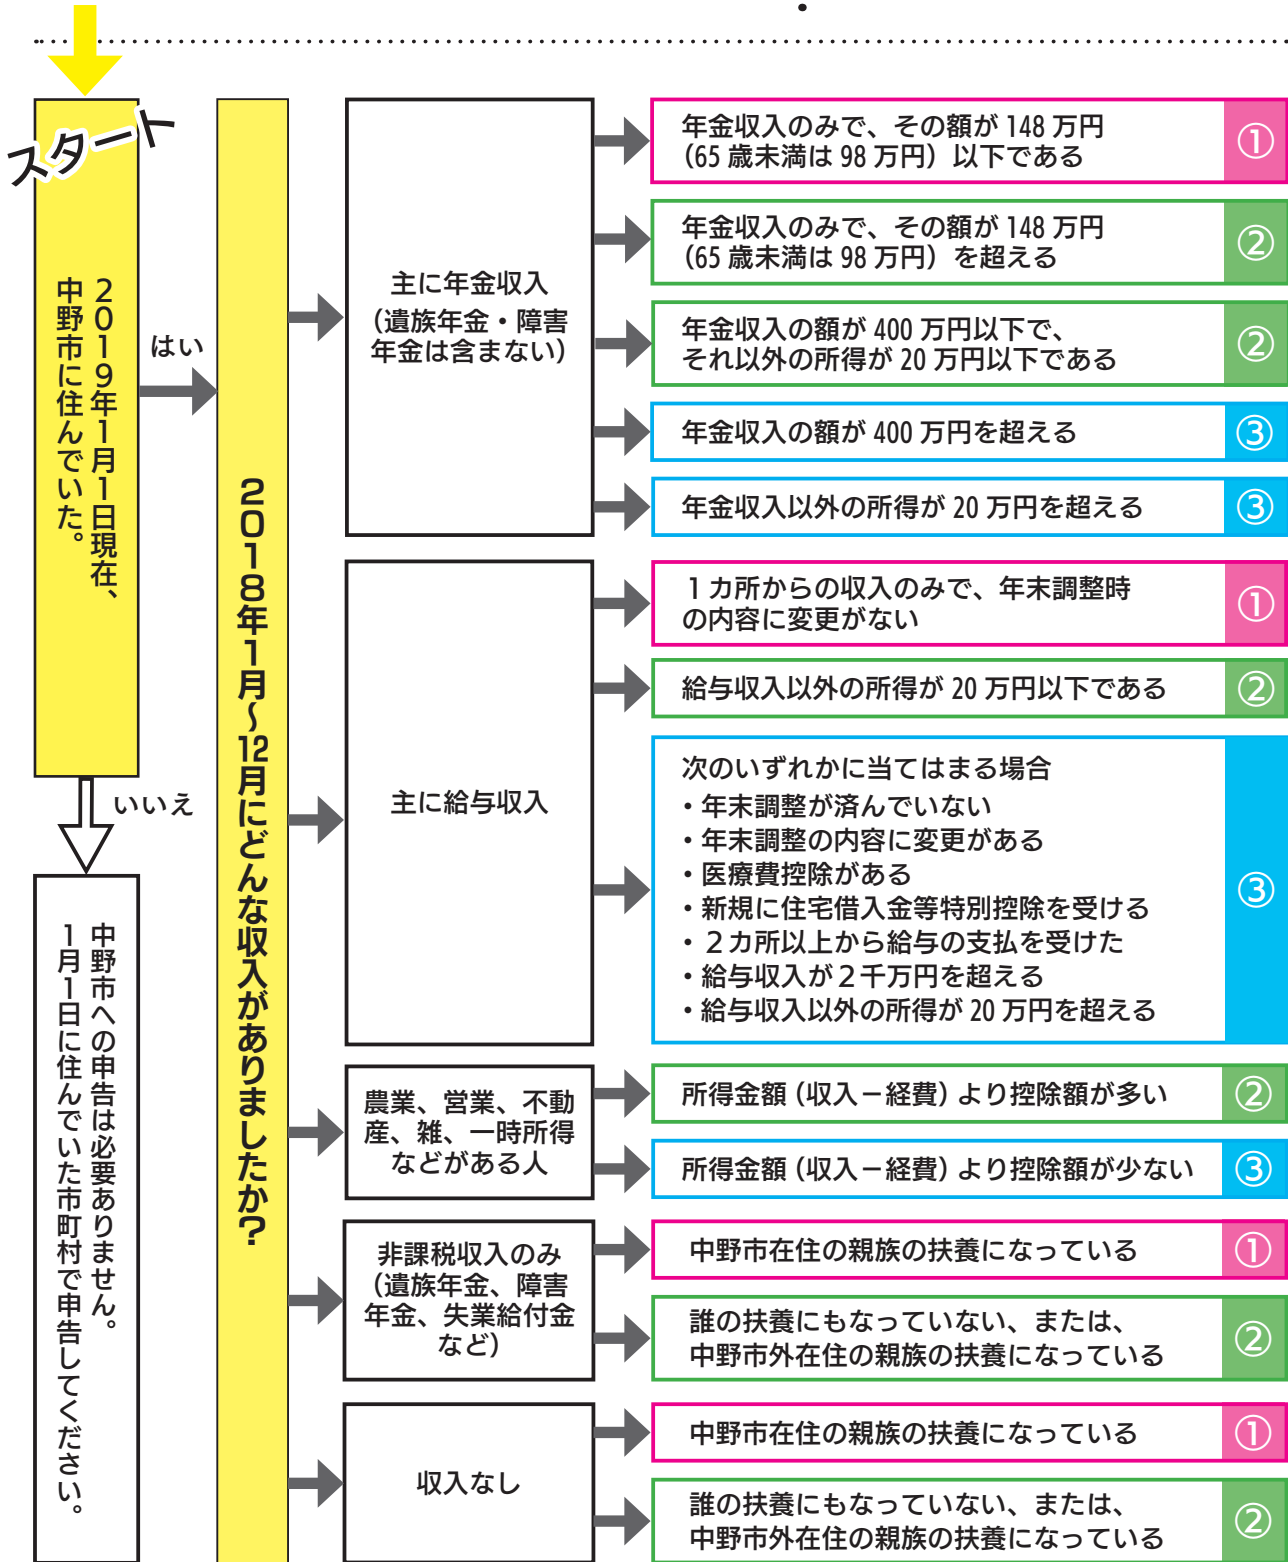 スタート
2019年1月1日現在、
中野市に住んでいた。
はい
いいえ
中野市への申告は必要ありません。
1月1日に住んでいた市町村で申告してください。
2018年1月～12月にどんな収入がありましたか？
主に年金収入
（遺族年金・障害
年金は含まない）
年金収入のみで、その額が 148 万円
（65 歳未満は 98 万円）以下である
①
年金収入のみで、その額が 148 万円
（65 歳未満は 98 万円）を超える
②
年金収入の額が 400 万円以下で、
それ以外の所得が 20 万円以下である
②
年金収入の額が 400 万円を超える
③
年金収入以外の所得が 20 万円を超える
③
主に給与収入
１カ所からの収入のみで、年末調整時
の内容に変更がない
①
給与収入以外の所得が 20 万円以下である
②
次のいずれかに当てはまる場合
・年末調整が済んでいない
・年末調整の内容に変更がある
・医療費控除がある
・新規に住宅借入金等特別控除を受ける
・２カ所以上から給与の支払を受けた
・給与収入が２千万円を超える
・給与収入以外の所得が 20 万円を超える
③
農業、営業、不動
産、雑、一時所得
などがある人
所得金額（収入－経費）より控除額が多い
②
所得金額（収入－経費）より控除額が少ない
③
非課税収入のみ
（遺族年金、障害
年金、失業給付金
など）
中野市在住の親族の扶養になっている
①
誰の扶養にもなっていない、または、
中野市外在住の親族の扶養になっている
②
収入なし
中野市在住の親族の扶養になっている
①
誰の扶養にもなっていない、または、
中野市外在住の親族の扶養になっている
②